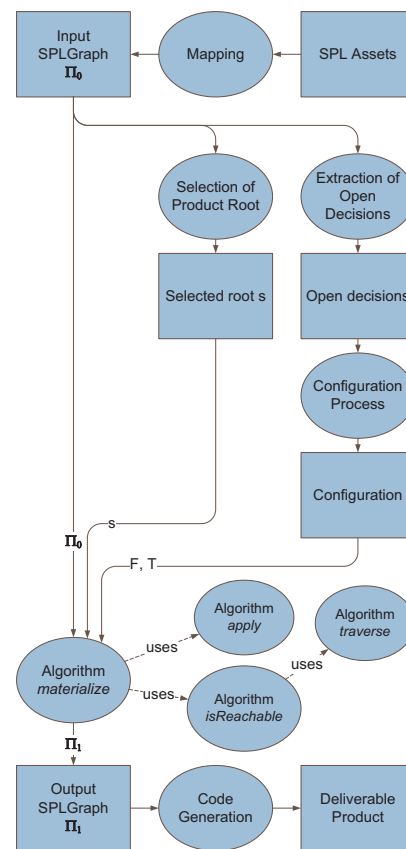 Input
SPLGraph
Π₀
Mapping
SPL Assets
Selection of
Product Root
Extraction of
Open
Decisions
Selected root s
Open decisions
Configuration
Process
Configuration
s
Π₀
F, T
Algorithm
materialize
uses
Algorithm
apply
uses
Algorithm
isReachable
uses
Algorithm
traverse
Π₁
Output
SPLGraph
Π₁
Code
Generation
Deliverable
Product